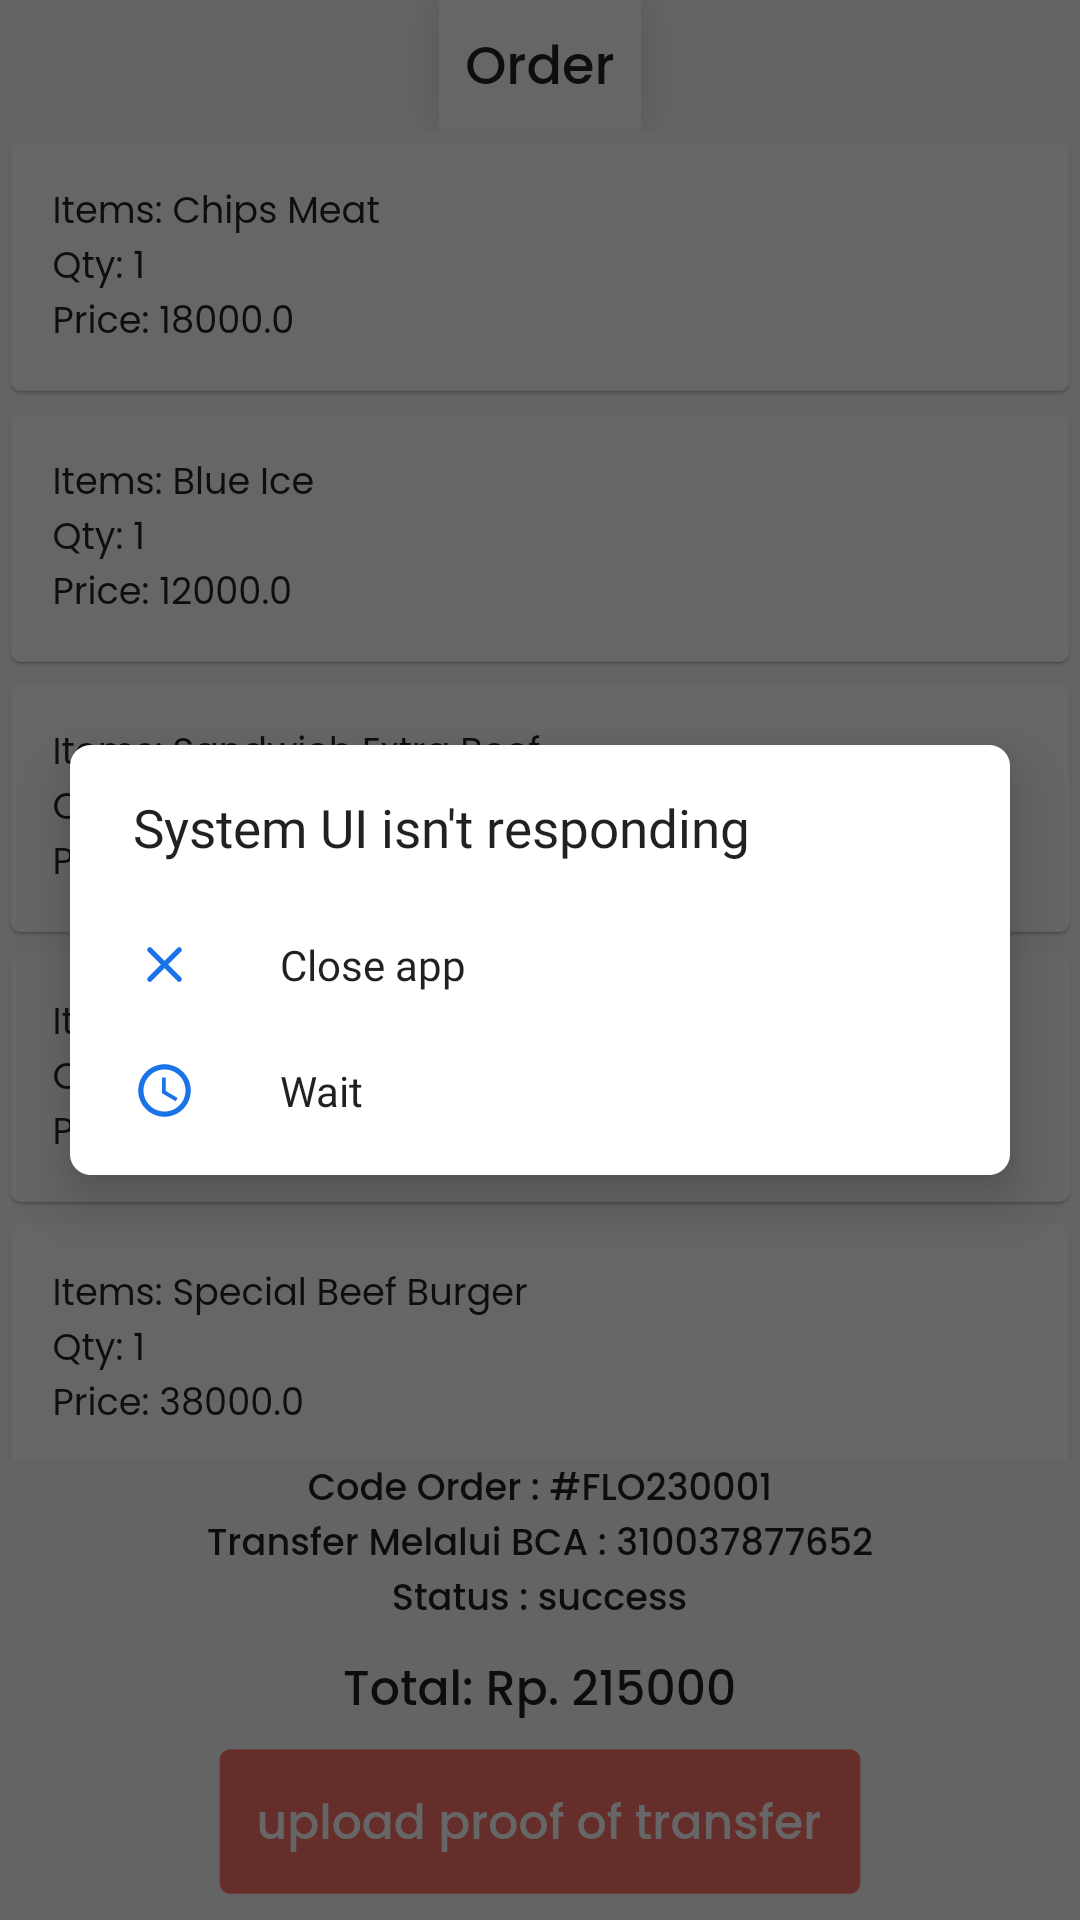 Order
Items: Chips Meat
Qty: 1
Price: 18000.0
Items: Blue Ice
Qty: 1
Price: 12000.0
Items: Sandwich Extra Beef
System UI isn't responding
Close app
Wait
Items: Special Beef Burger
Qty: 1
Price: 38000.0
Code Order : #FLO230001
Transfer Melalui BCA : 310037877652
Status : success
Total: Rp. 215000
upload proof of transfer